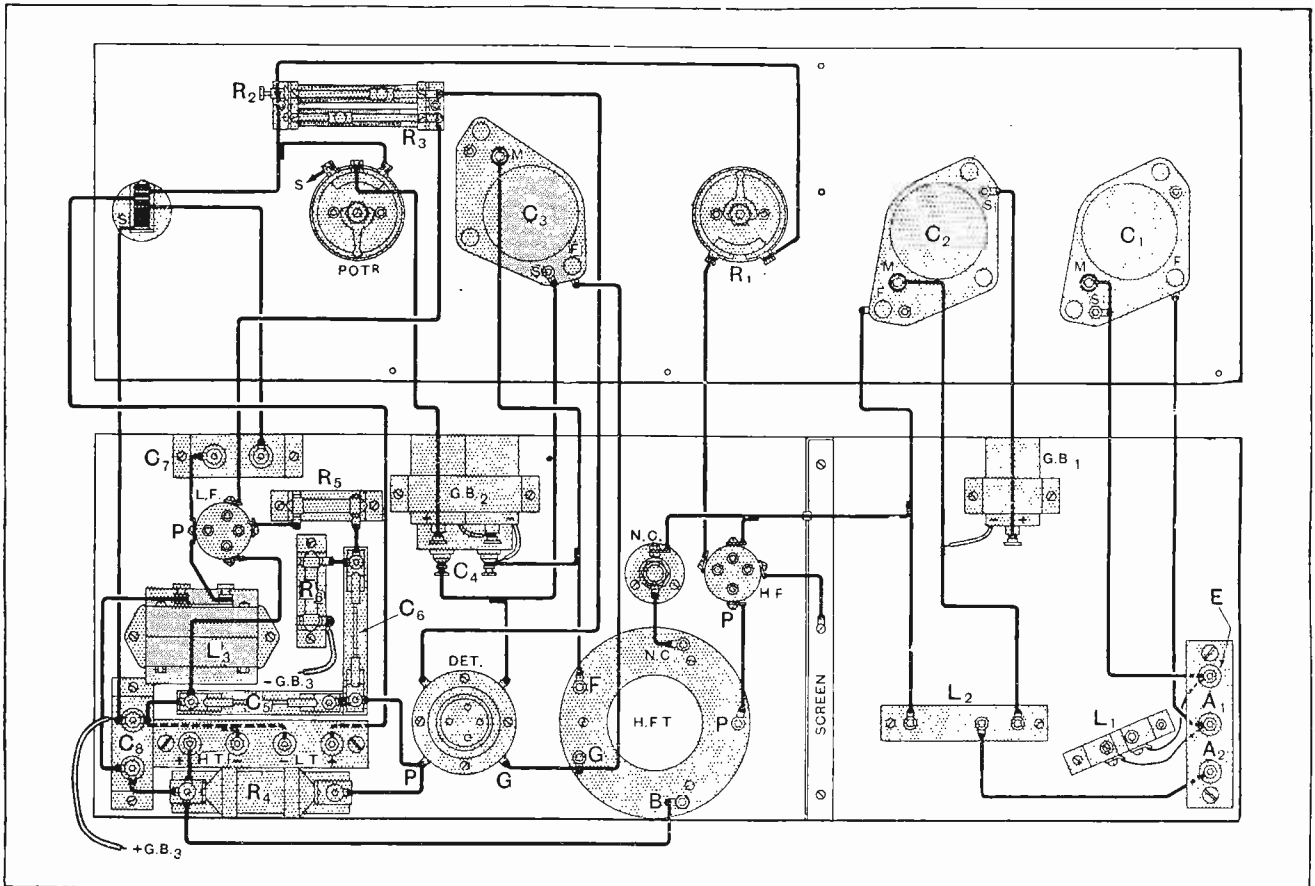 R2
R3
S
S
POTR
M
C3
F
S
R1
S
C2
M
F
C1
M
F
S
C7
L.F.
P
R5
G.B.2
+ −
C4
R6
C6
L3
− G.B.3
C5
DET.
P
G
C8
+ H T − − L T +
R4
+ G.B.3
N.C.
H F
P
N.C.
F
H.F.T
P
G
B
SCREEN
G.B1
− +
L2
L1
E
A1
A2